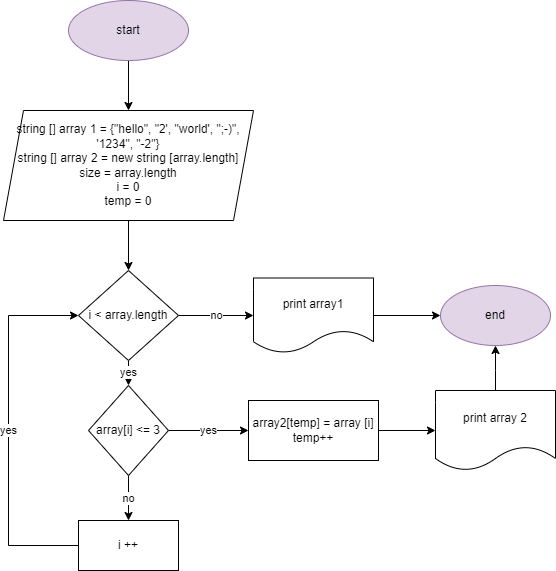 start
string [] array 1 = {"hello", "2', "world', ";-)",
'1234", "-2"}
string [] array 2 = new string [array.length]
size = array.length
i = 0
temp = 0
i < array.length
no
print array1
end
yes
array[i] <= 3
yes
array2[temp] = array [i]
temp++
print array 2
yes
no
i ++